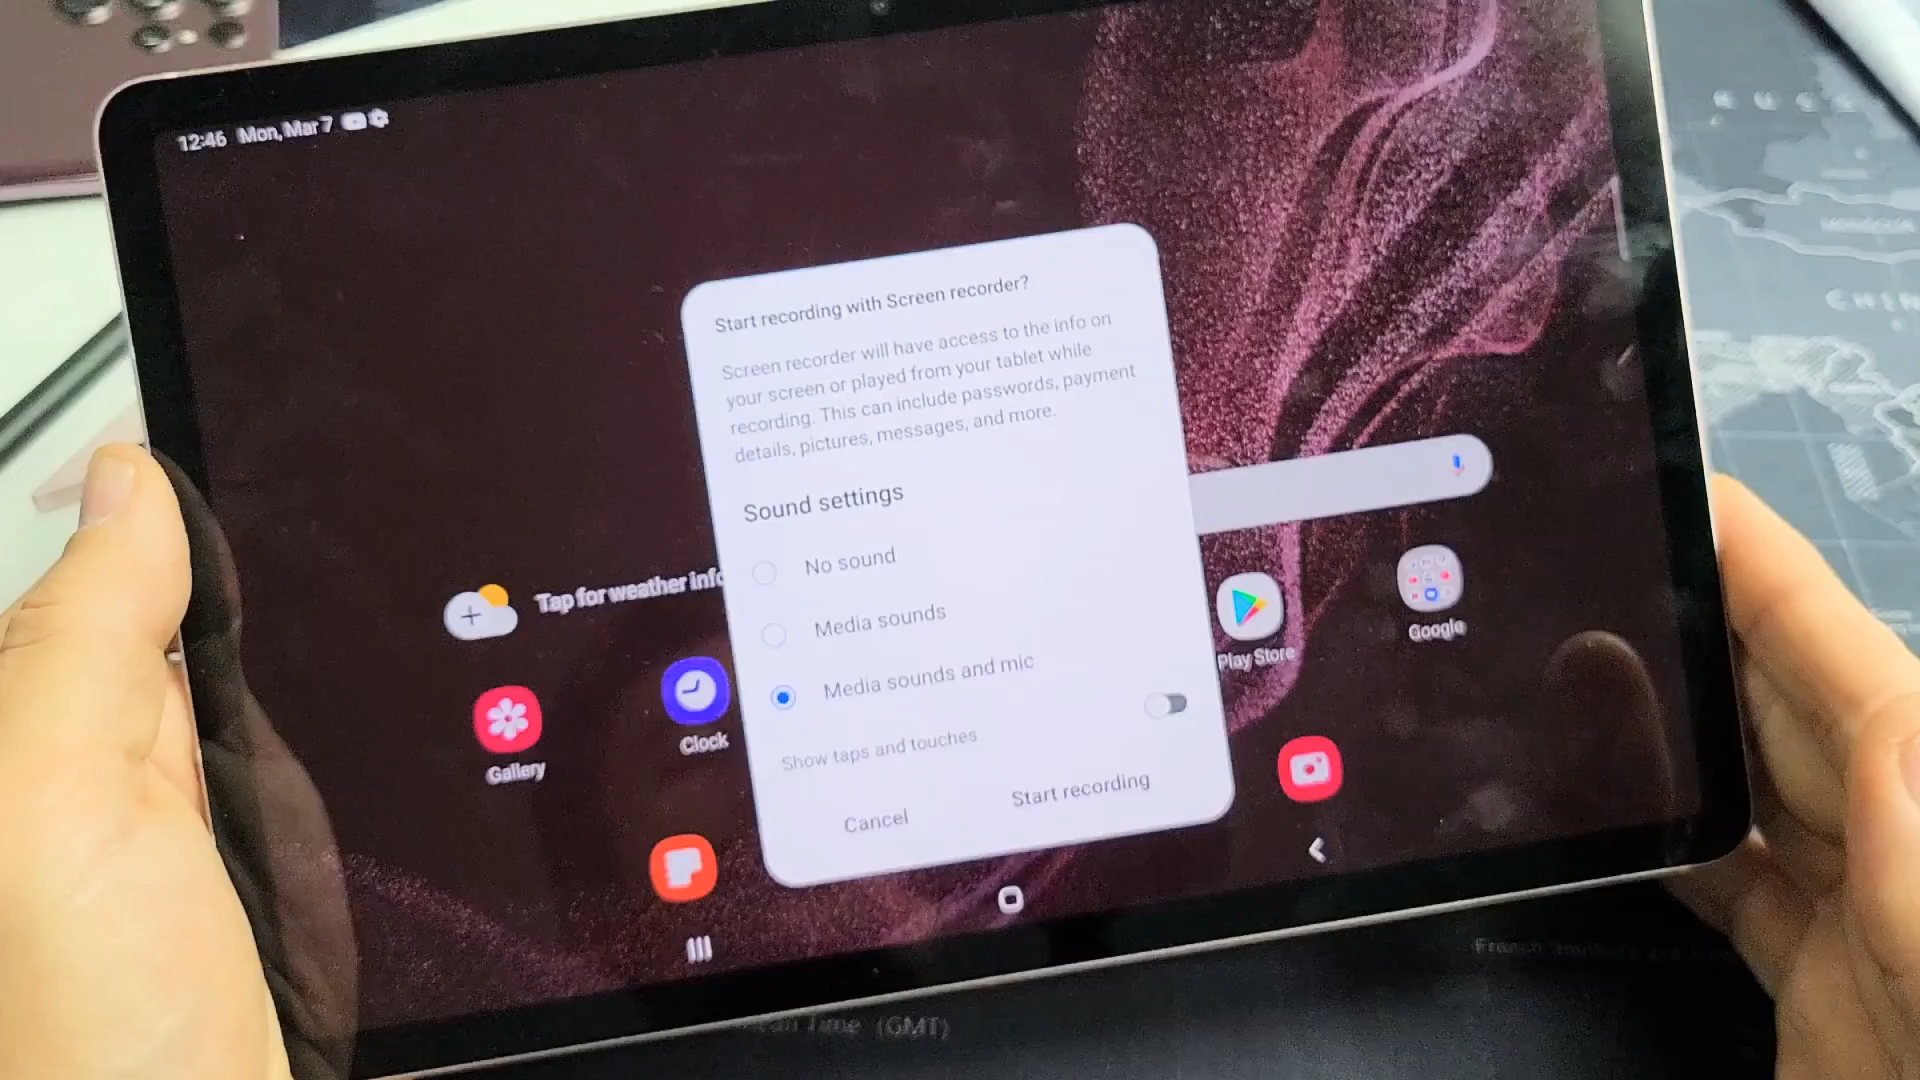 12:46 Mon, Mar 7
Start recording with Screen recorder?
Screen recorder will have access to the info on
your screen or played from your tablet while
recording. This can include passwords, payment
details, pictures, messages, and more.
Sound settings
No sound
Media sounds
Media sounds and mic
Show taps and touches
Cancel
Start recording
Tap for weather info
Gallery
Clock
Play Store
Google
Time (GMT)